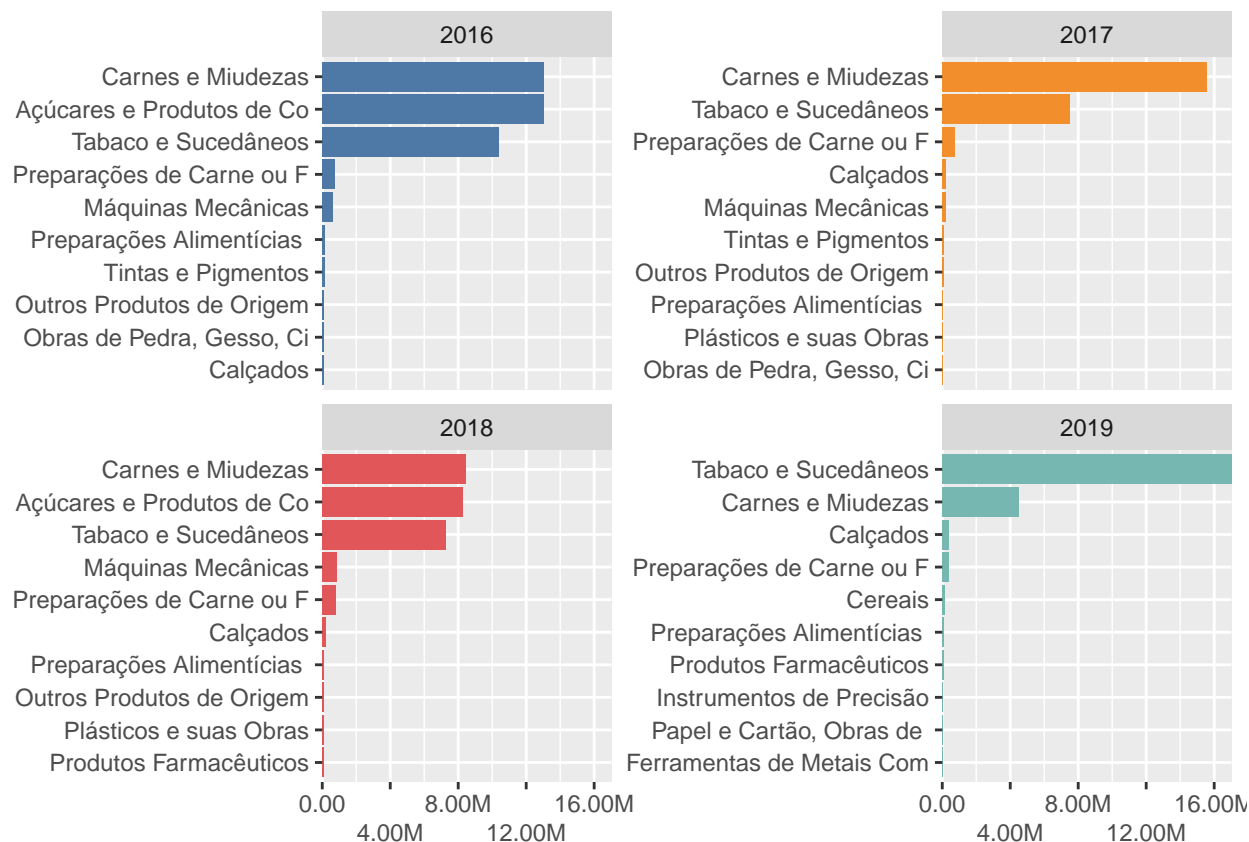 2016
Carnes e Miudezas
Açúcares e Produtos de Co
Tabaco e Sucedâneos
Preparações de Carne ou F
Máquinas Mecânicas
Preparações Alimentícias
Tintas e Pigmentos
Outros Produtos de Origem
Obras de Pedra, Gesso, Ci
Calçados
2017
Carnes e Miudezas
Tabaco e Sucedâneos
Preparações de Carne ou F
Calçados
Máquinas Mecânicas
Tintas e Pigmentos
Outros Produtos de Origem
Preparações Alimentícias
Plásticos e suas Obras
Obras de Pedra, Gesso, Ci
2018
Carnes e Miudezas
Açúcares e Produtos de Co
Tabaco e Sucedâneos
Máquinas Mecânicas
Preparações de Carne ou F
Calçados
Preparações Alimentícias
Outros Produtos de Origem
Plásticos e suas Obras
Produtos Farmacêuticos
0.00 8.00M 16.00M
4.00M 12.00M
2019
Tabaco e Sucedâneos
Carnes e Miudezas
Calçados
Preparações de Carne ou F
Cereais
Preparações Alimentícias
Produtos Farmacêuticos
Instrumentos de Precisão
Papel e Cartão, Obras de
Ferramentas de Metais Com
0.00 8.00M 16.00M
4.00M 12.00M